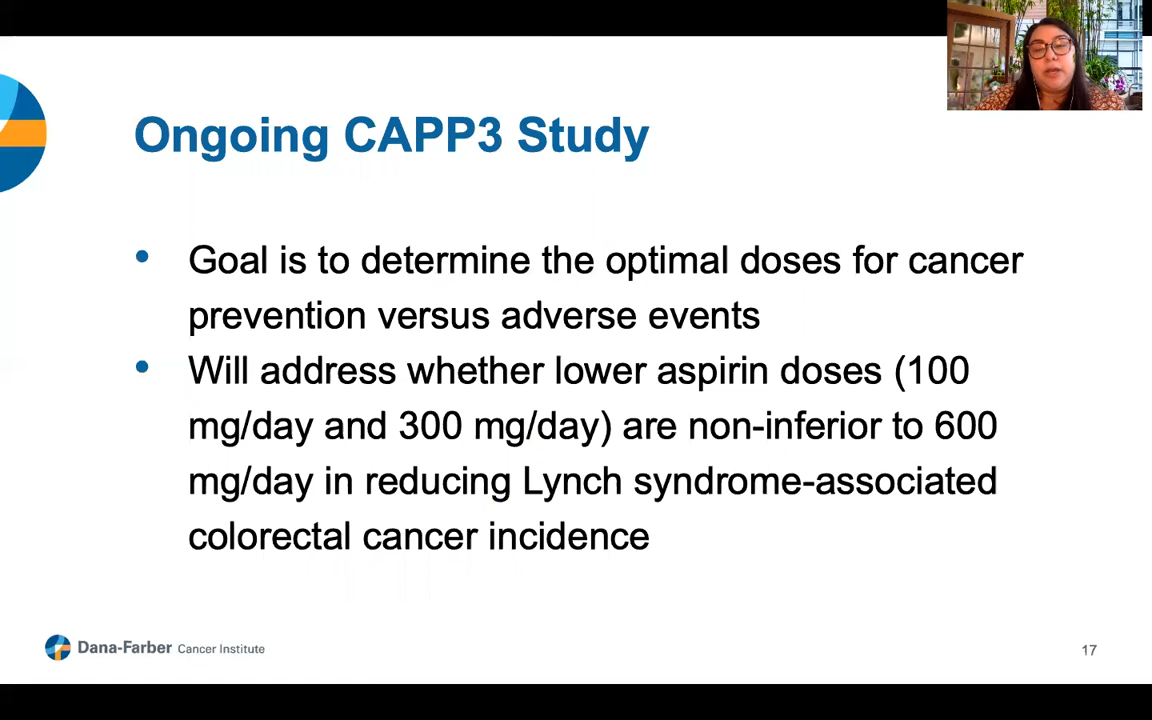 Ongoing CAPP3 Study
• Goal is to determine the optimal doses for cancer
prevention versus adverse events
• Will address whether lower aspirin doses (100
mg/day and 300 mg/day) are non-inferior to 600
mg/day in reducing Lynch syndrome-associated
colorectal cancer incidence
Dana-Farber Cancer Institute
17